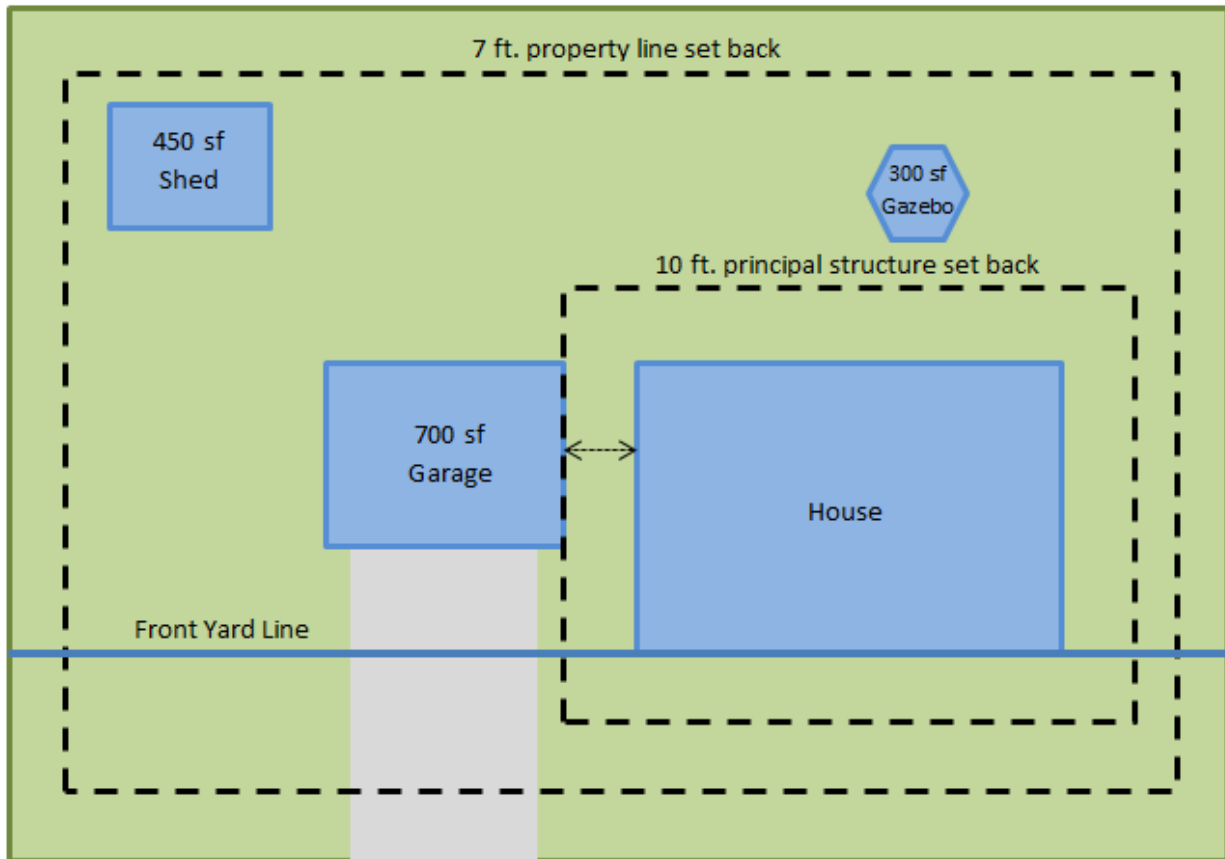 7 ft. property line set back
450 sf
Shed
300 sf
Gazebo
10 ft. principal structure set back
700 sf
Garage
House
Front Yard Line